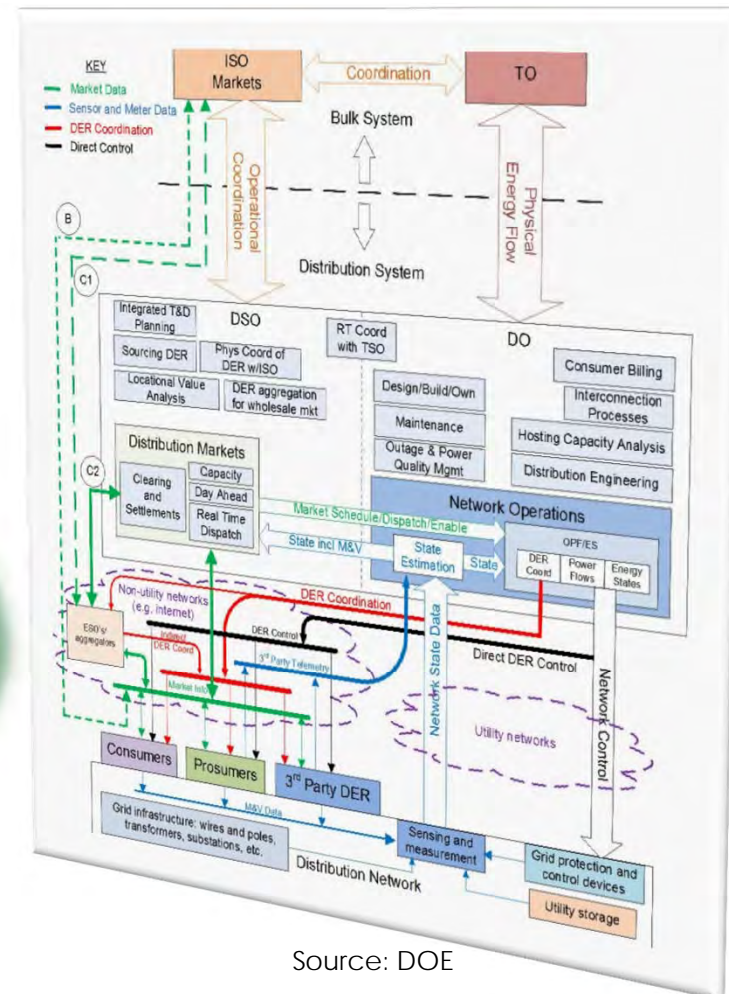 KEY
Market Data
Sensor and Meter Data
DER Coordination
Direct Control
ISO
Markets
Coordination
TO
Bulk System
Operational
Coordination
Physical
Energy Flow
Distribution System
B
C1
DSO
Integrated T&D
Planning
Sourcing DER
Phys Coord of
DER w/ISO
Locational Value
Analysis
DER aggregation
for wholesale mkt
RT Coord
with TSO
DO
Design/Build/Own
Maintenance
Outage & Power
Quality Mgmt
Consumer Billing
Interconnection
Processes
Hosting Capacity Analysis
Distribution Engineering
C2
Distribution Markets
Clearing
and
Settlements
Capacity
Day Ahead
Real Time
Dispatch
Market Schedule/Dispatch/Enable
State incl M&V
Network Operations
State
Estimation
State
OPF/ES
DER
Coord
Power
Flows
Energy
States
Non-utility networks
(e.g. internet)
DER Coordination
ESO's/
aggregators
Indirect
DER Coord
DER Control
3rd Party Telemetry
Market Info
Direct DER Control
Network State Data
Utility networks
Network Control
Consumers
Prosumers
3rd Party DER
M&V Data
Grid infrastructure: wires and poles,
transformers, substations, etc.
Distribution Network
Sensing and
measurement
Grid protection and
control devices
Utility storage
Source: DOE